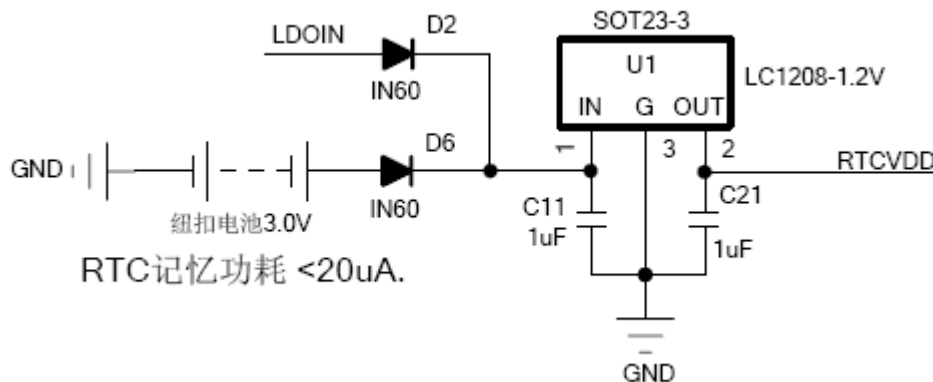 SOT23-3
LDOIN
D2
IN60
U1
LC1208-1.2V
IN G OUT
1 3 2
GND
D6
IN60
纽扣电池3.0V
RTCVDD
C11
1uF
C21
1uF
RTC记忆功耗 <20uA.
GND